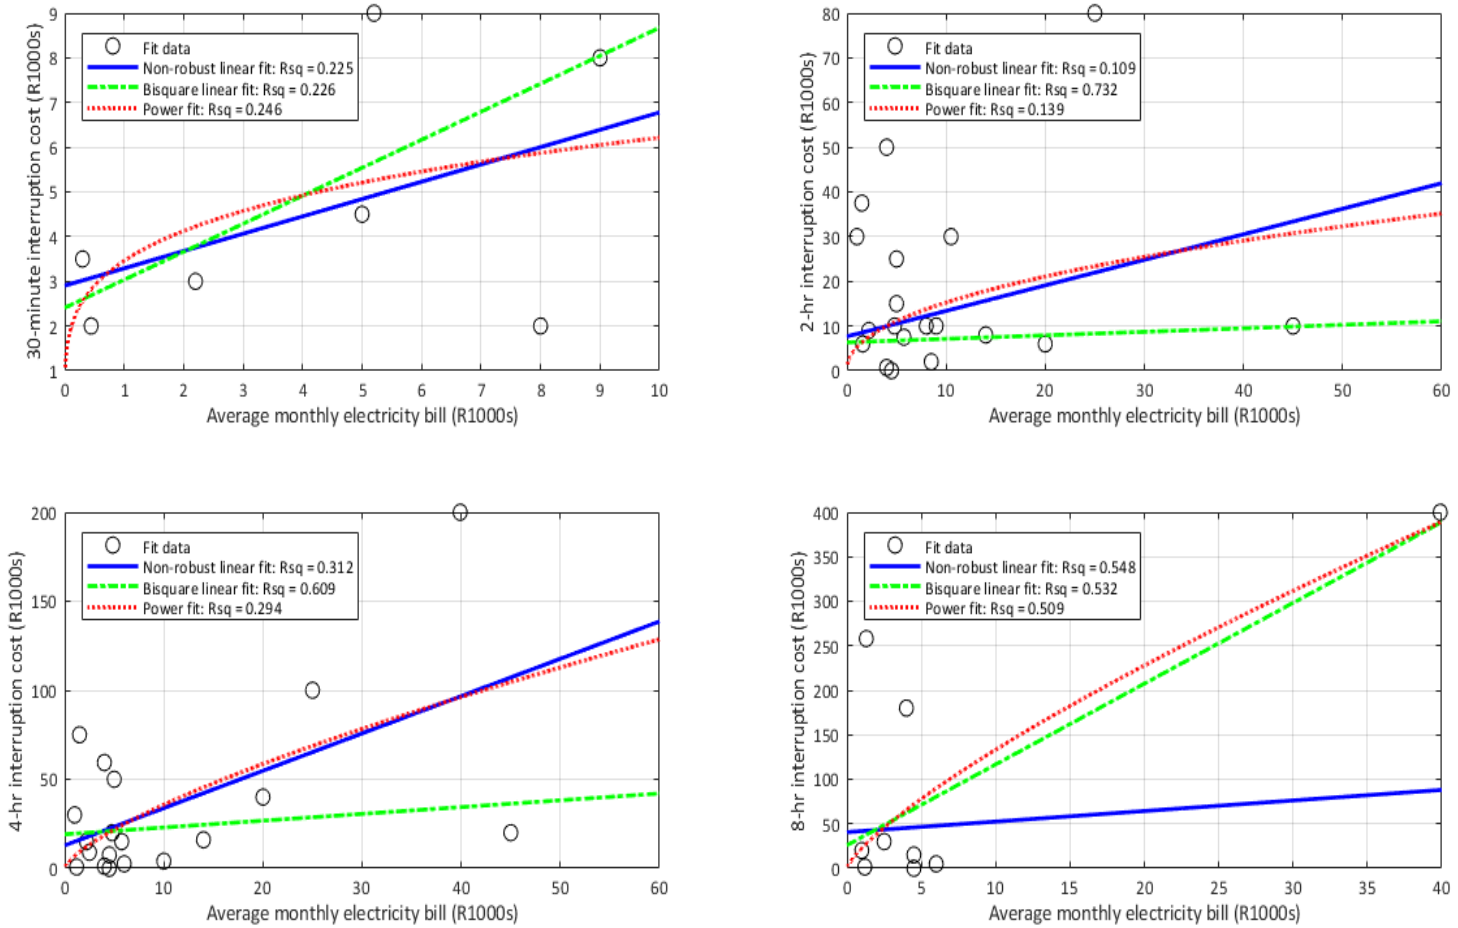 9
8
7
6
5
4
3
2
1
30-minute interruption cost (R1000s)
Fit data
Non-robust linear fit: Rsq = 0.225
Bisquare linear fit: Rsq = 0.226
Power fit: Rsq = 0.246
0 1 2 3 4 5 6 7 8 9 10
Average monthly electricity bill (R1000s)
80
70
60
50
40
30
20
10
0
2-hr interruption cost (R1000s)
Fit data
Non-robust linear fit: Rsq = 0.109
Bisquare linear fit: Rsq = 0.732
Power fit: Rsq = 0.139
0 10 20 30 40 50 60
Average monthly electricity bill (R1000s)
200
150
100
50
0
4-hr interruption cost (R1000s)
Fit data
Non-robust linear fit: Rsq = 0.312
Bisquare linear fit: Rsq = 0.609
Power fit: Rsq = 0.294
0 10 20 30 40 50 60
Average monthly electricity bill (R1000s)
400
350
300
250
200
150
100
50
0
8-hr interruption cost (R1000s)
Fit data
Non-robust linear fit: Rsq = 0.548
Bisquare linear fit: Rsq = 0.532
Power fit: Rsq = 0.509
0 5 10 15 20 25 30 35 40
Average monthly electricity bill (R1000s)